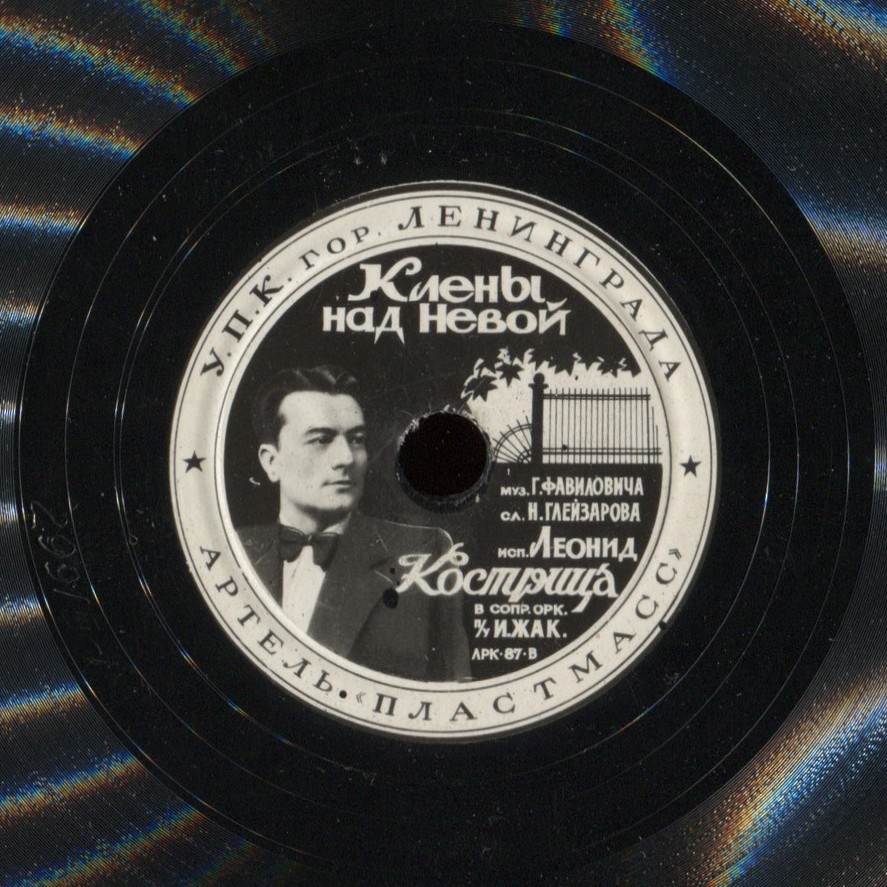 У.П.К. ГОР. ЛЕНИНГРАДА
Клены
над Невой
муз. Г. ФАВИЛОВИЧА
сл. Н. ГЛЕЙЗАРОВА
исп. ЛЕОНИД
Кострица
В СОПР. ОРК.
п/у И. ЖАК.
ЛРК-87-В
АРТЕЛЬ «ПЛАСТМАСС»